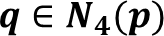 𝒒 ∈ 𝑵𝟒(𝒑)